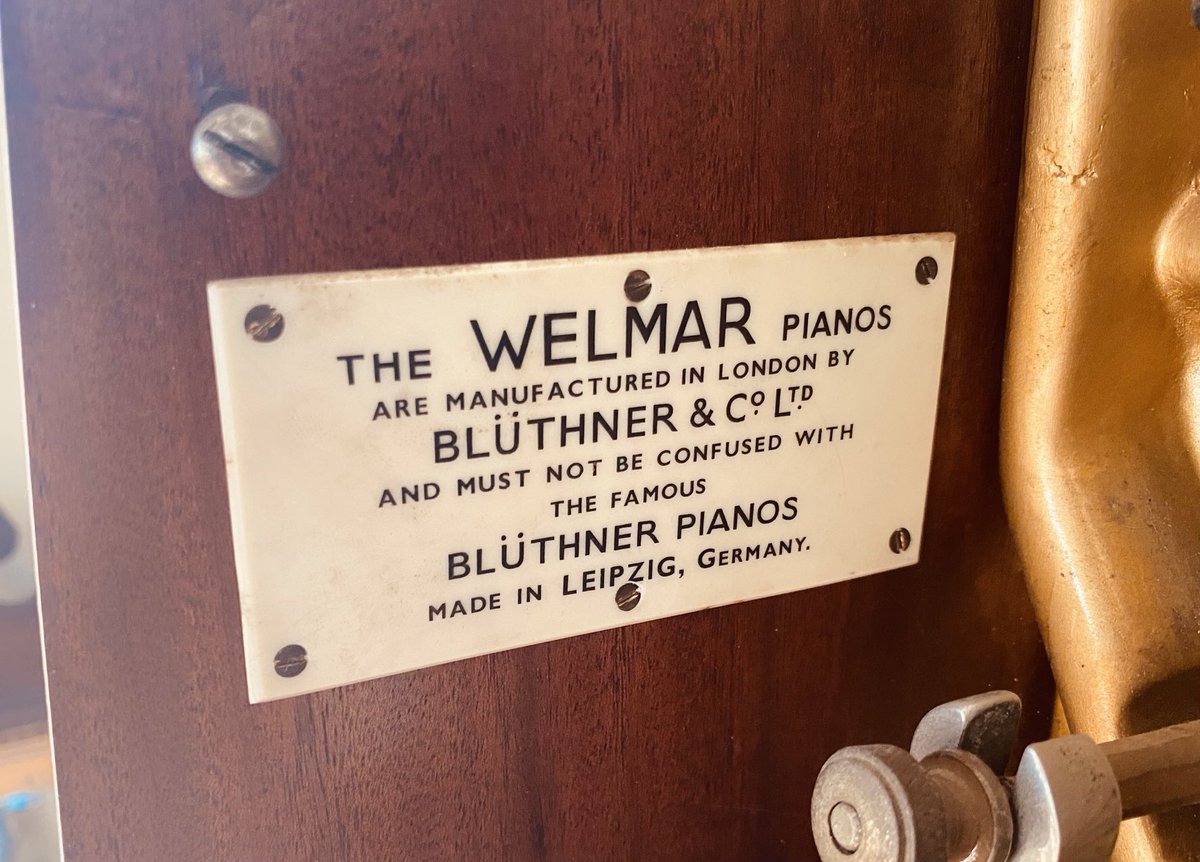 THE WELMAR PIANOS
ARE MANUFACTURED IN LONDON BY
BLÜTHNER & Cº. LTD.
AND MUST NOT BE CONFUSED WITH
THE FAMOUS
BLÜTHNER PIANOS
MADE IN LEIPZIG, GERMANY.